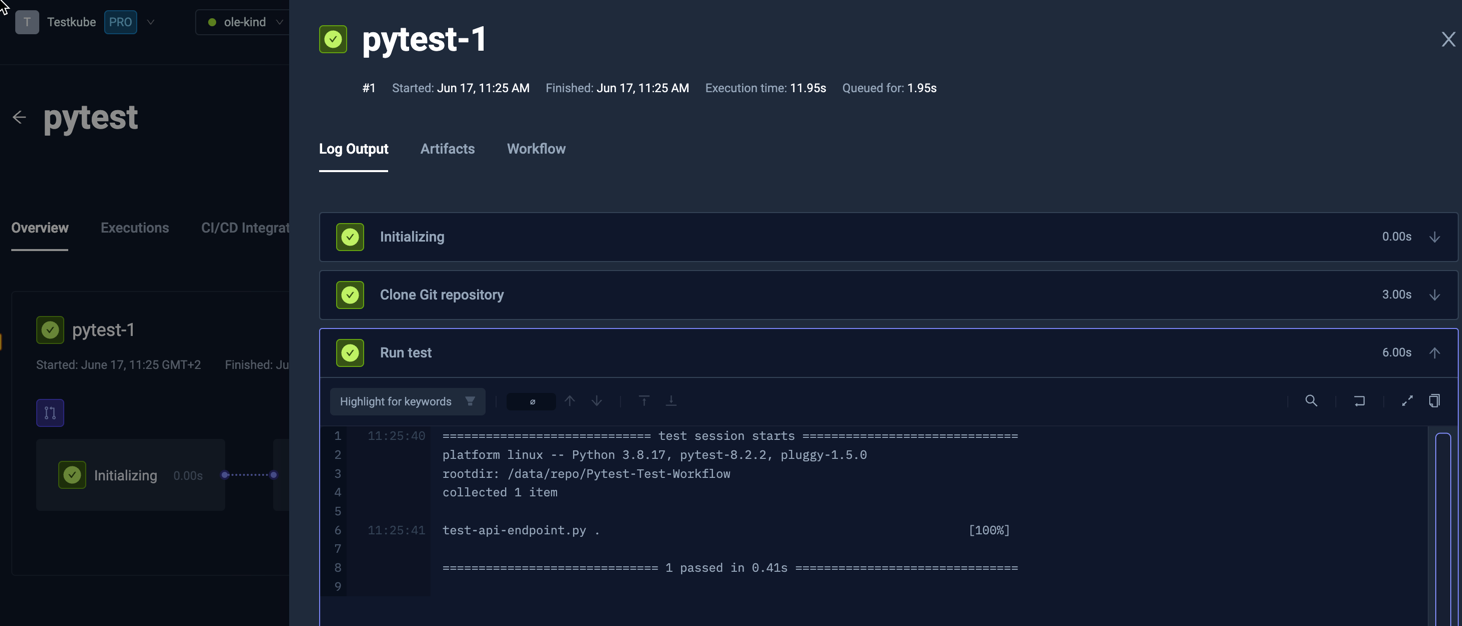 T Testkube PRO
ole-kind
pytest
Overview Executions CI/CD Integrat
pytest-1
Started: June 17, 11:25 GMT+2 Finished: Ju
Initializing 0.00s
pytest-1
#1 Started: Jun 17, 11:25 AM Finished: Jun 17, 11:25 AM Execution time: 11.95s Queued for: 1.95s
Log Output Artifacts Workflow
Initializing 0.00s
Clone Git repository 3.00s
Run test 6.00s
Highlight for keywords ⌀
1 11:25:40 ============================= test session starts ==============================
2 platform linux -- Python 3.8.17, pytest-8.2.2, pluggy-1.5.0
3 rootdir: /data/repo/Pytest-Test-Workflow
4 collected 1 item
5
6 11:25:41 test-api-endpoint.py . [100%]
7
8 ============================== 1 passed in 0.41s ===============================
9